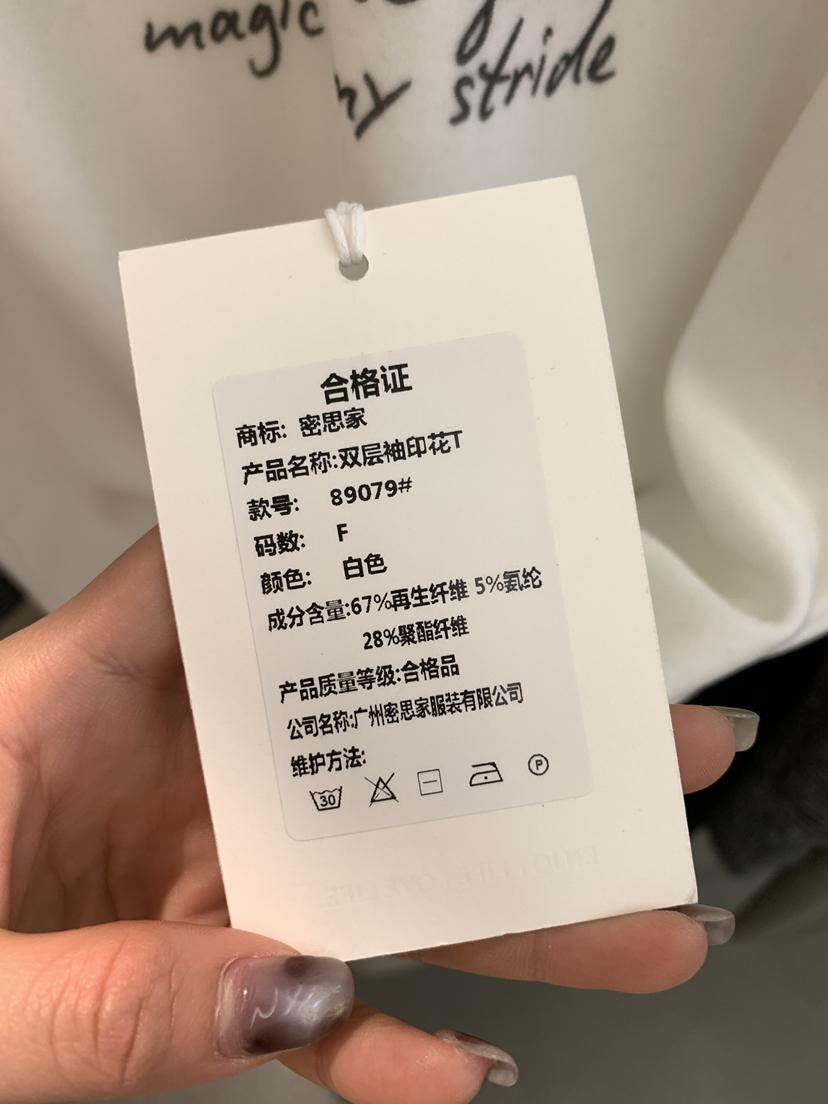 magic
by stride
合格证
商标: 密思家
产品名称:双层袖印花T
款号: 89079#
码数: F
颜色: 白色
成分含量:67%再生纤维 5%氨纶
28%聚酯纤维
产品质量等级:合格品
公司名称:广州密思家服装有限公司
维护方法:
30 P